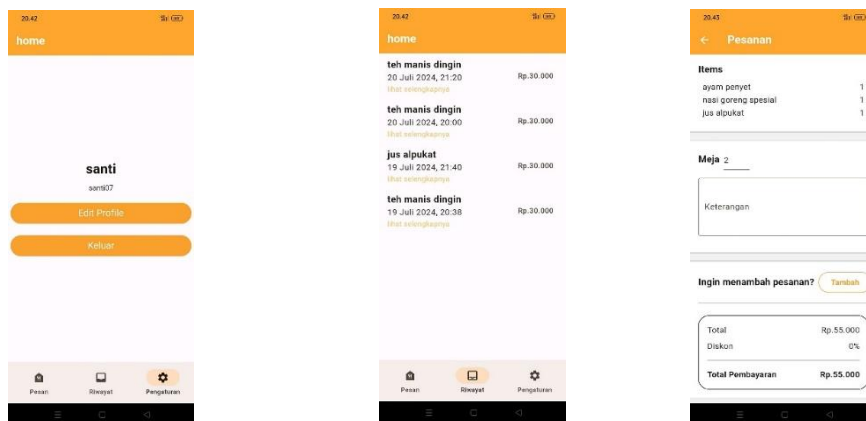 20.42
home
santi
santi07
Edit Profile
Keluar
Pesan
Riwayat
Pengaturan
20.42
home
teh manis dingin
20 Juli 2024, 21:20
Rp.30.000
lihat selengkapnya
teh manis dingin
20 Juli 2024, 20:00
Rp.30.000
lihat selengkapnya
jus alpukat
19 Juli 2024, 21:40
Rp.30.000
lihat selengkapnya
teh manis dingin
19 Juli 2024, 20:38
Rp.30.000
lihat selengkapnya
Pesan
Riwayat
Pengaturan
20.43
Pesanan
Items
ayam penyet 1
nasi goreng spesial 1
jus alpukat 1
Meja 2
Keterangan
Ingin menambah pesanan? Tambah
Total Rp.55.000
Diskon 0%
Total Pembayaran Rp.55.000